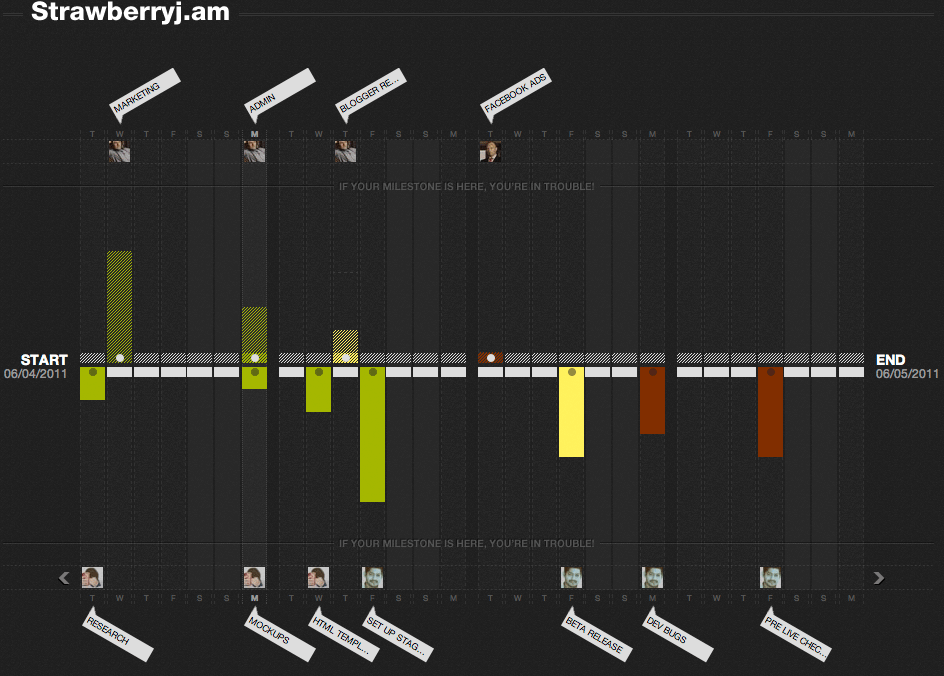 Strawberryj.am
MARKETING
ADMIN
BLOGGER RE...
FACEBOOK ADS
T W T F S S M T W T F S S M T W T F S S M T W T F S S M
IF YOUR MILESTONE IS HERE, YOU'RE IN TROUBLE!
START
06/04/2011
END
06/05/2011
IF YOUR MILESTONE IS HERE, YOU'RE IN TROUBLE!
T W T F S S M T W T F S S M T W T F S S M T W T F S S M
RESEARCH
MOCKUPS
HTML TEMPL...
SET UP STAG...
BETA RELEASE
DEV BUGS
PRE LIVE CHEC...